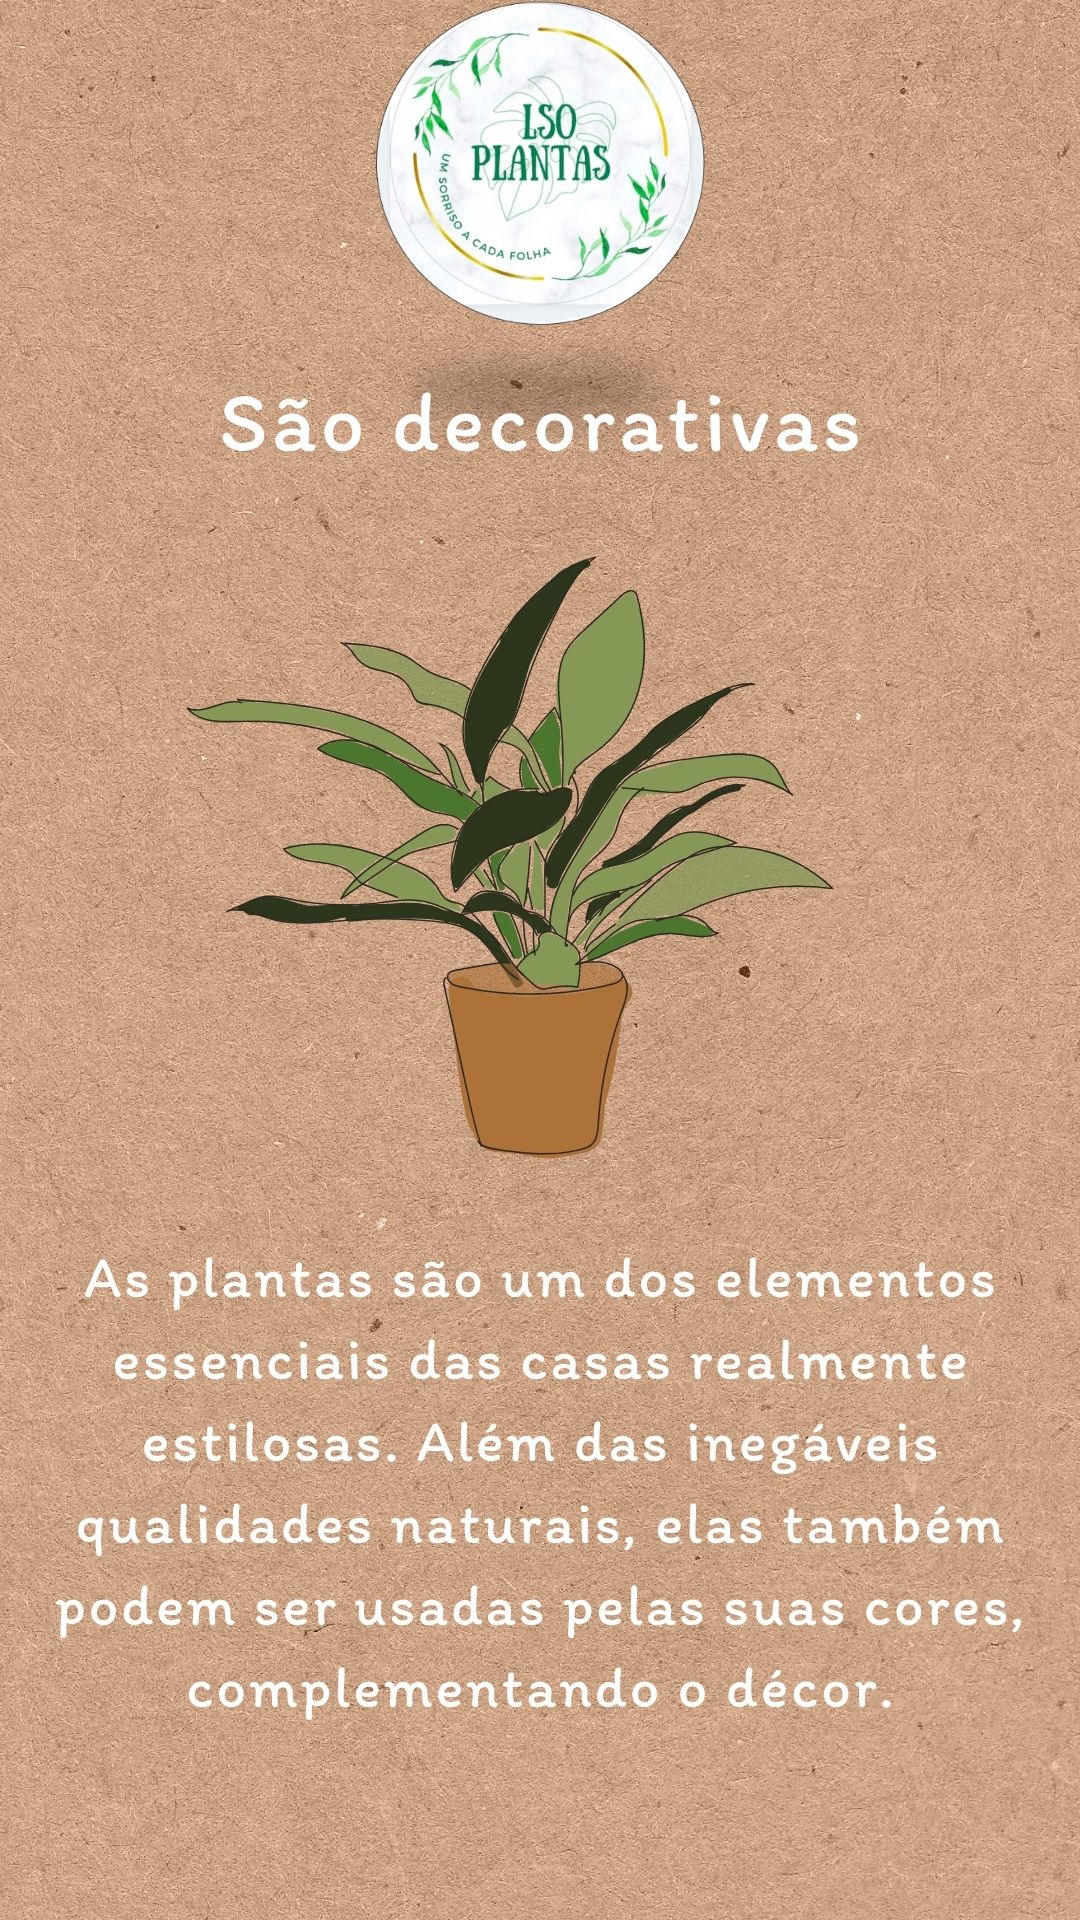 LSO
PLANTAS
UM SORRISO A CADA FOLHA
São decorativas
As plantas são um dos elementos
essenciais das casas realmente
estilosas. Além das inegáveis
qualidades naturais, elas também
podem ser usadas pelas suas cores,
complementando o décor.